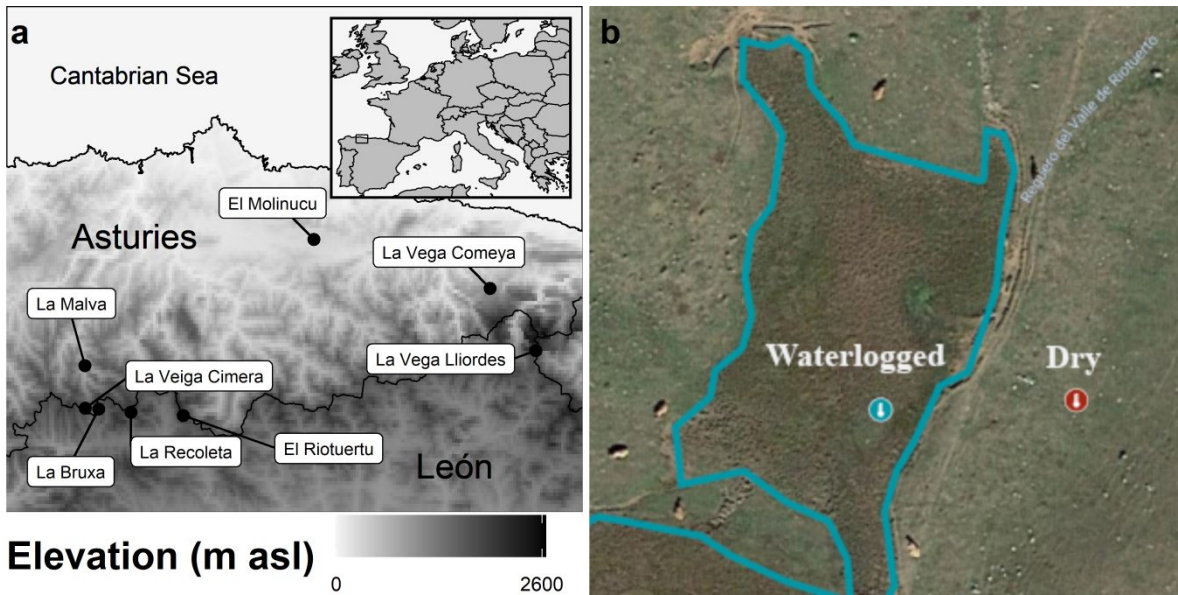 a
Cantabrian Sea
El Molinucu
Asturies
La Vega Comeya
La Malva
La Vega Lliordes
La Veiga Cimera
La Bruxa
La Recoleta
El Riotuertu
León
Elevation (m asl)
0
2600
b
Reguero del Valle de Riotuerto
Waterlogged
Dry